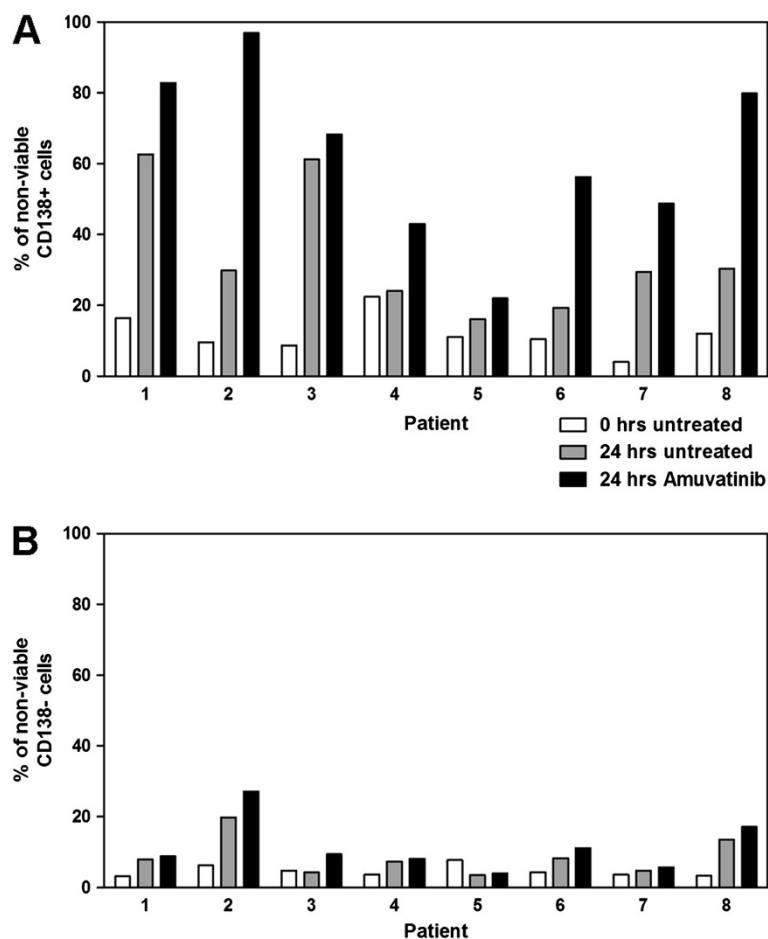 A
% of non-viable
CD138+ cells
100
80
60
40
20
0
1 2 3 4 5 6 7 8
Patient
0 hrs untreated
24 hrs untreated
24 hrs Amuvatinib
B
% of non-viable
CD138- cells
100
80
60
40
20
0
1 2 3 4 5 6 7 8
Patient